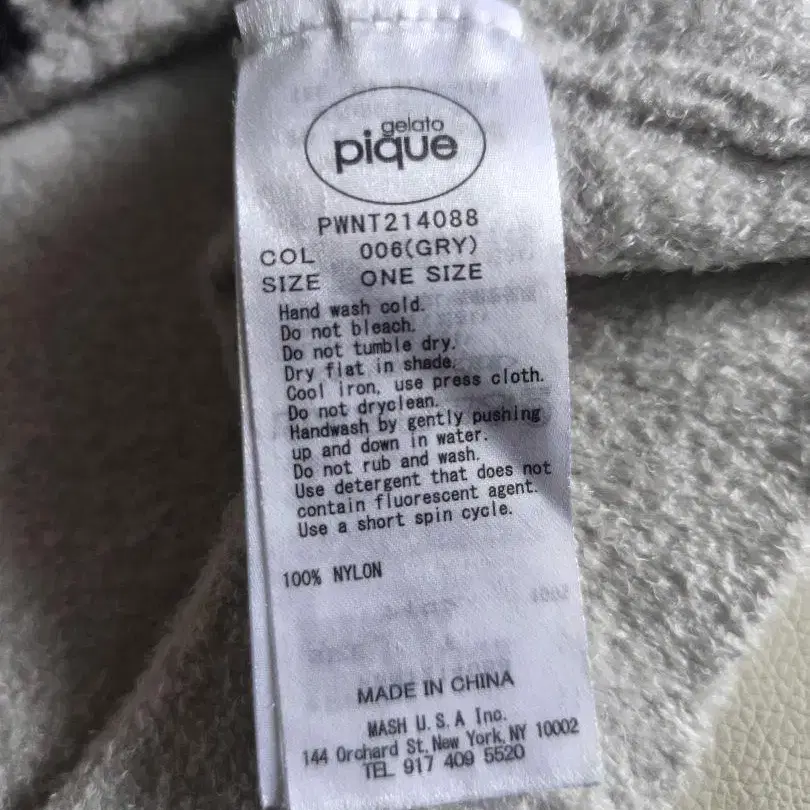 gelato
pique
PWNT214088
COL 006(GRY)
SIZE ONE SIZE
Hand wash cold.
Do not bleach.
Do not tumble dry.
Dry flat in shade.
Cool iron, use press cloth.
Do not dryclean.
Handwash by gently pushing
up and down in water.
Do not rub and wash.
Use detergent that does not
contain fluorescent agent.
Use a short spin cycle.
100% NYLON
MADE IN CHINA
MASH U.S.A Inc.
144 Orchard St, New York, NY 10002
TEL 917 409 5520